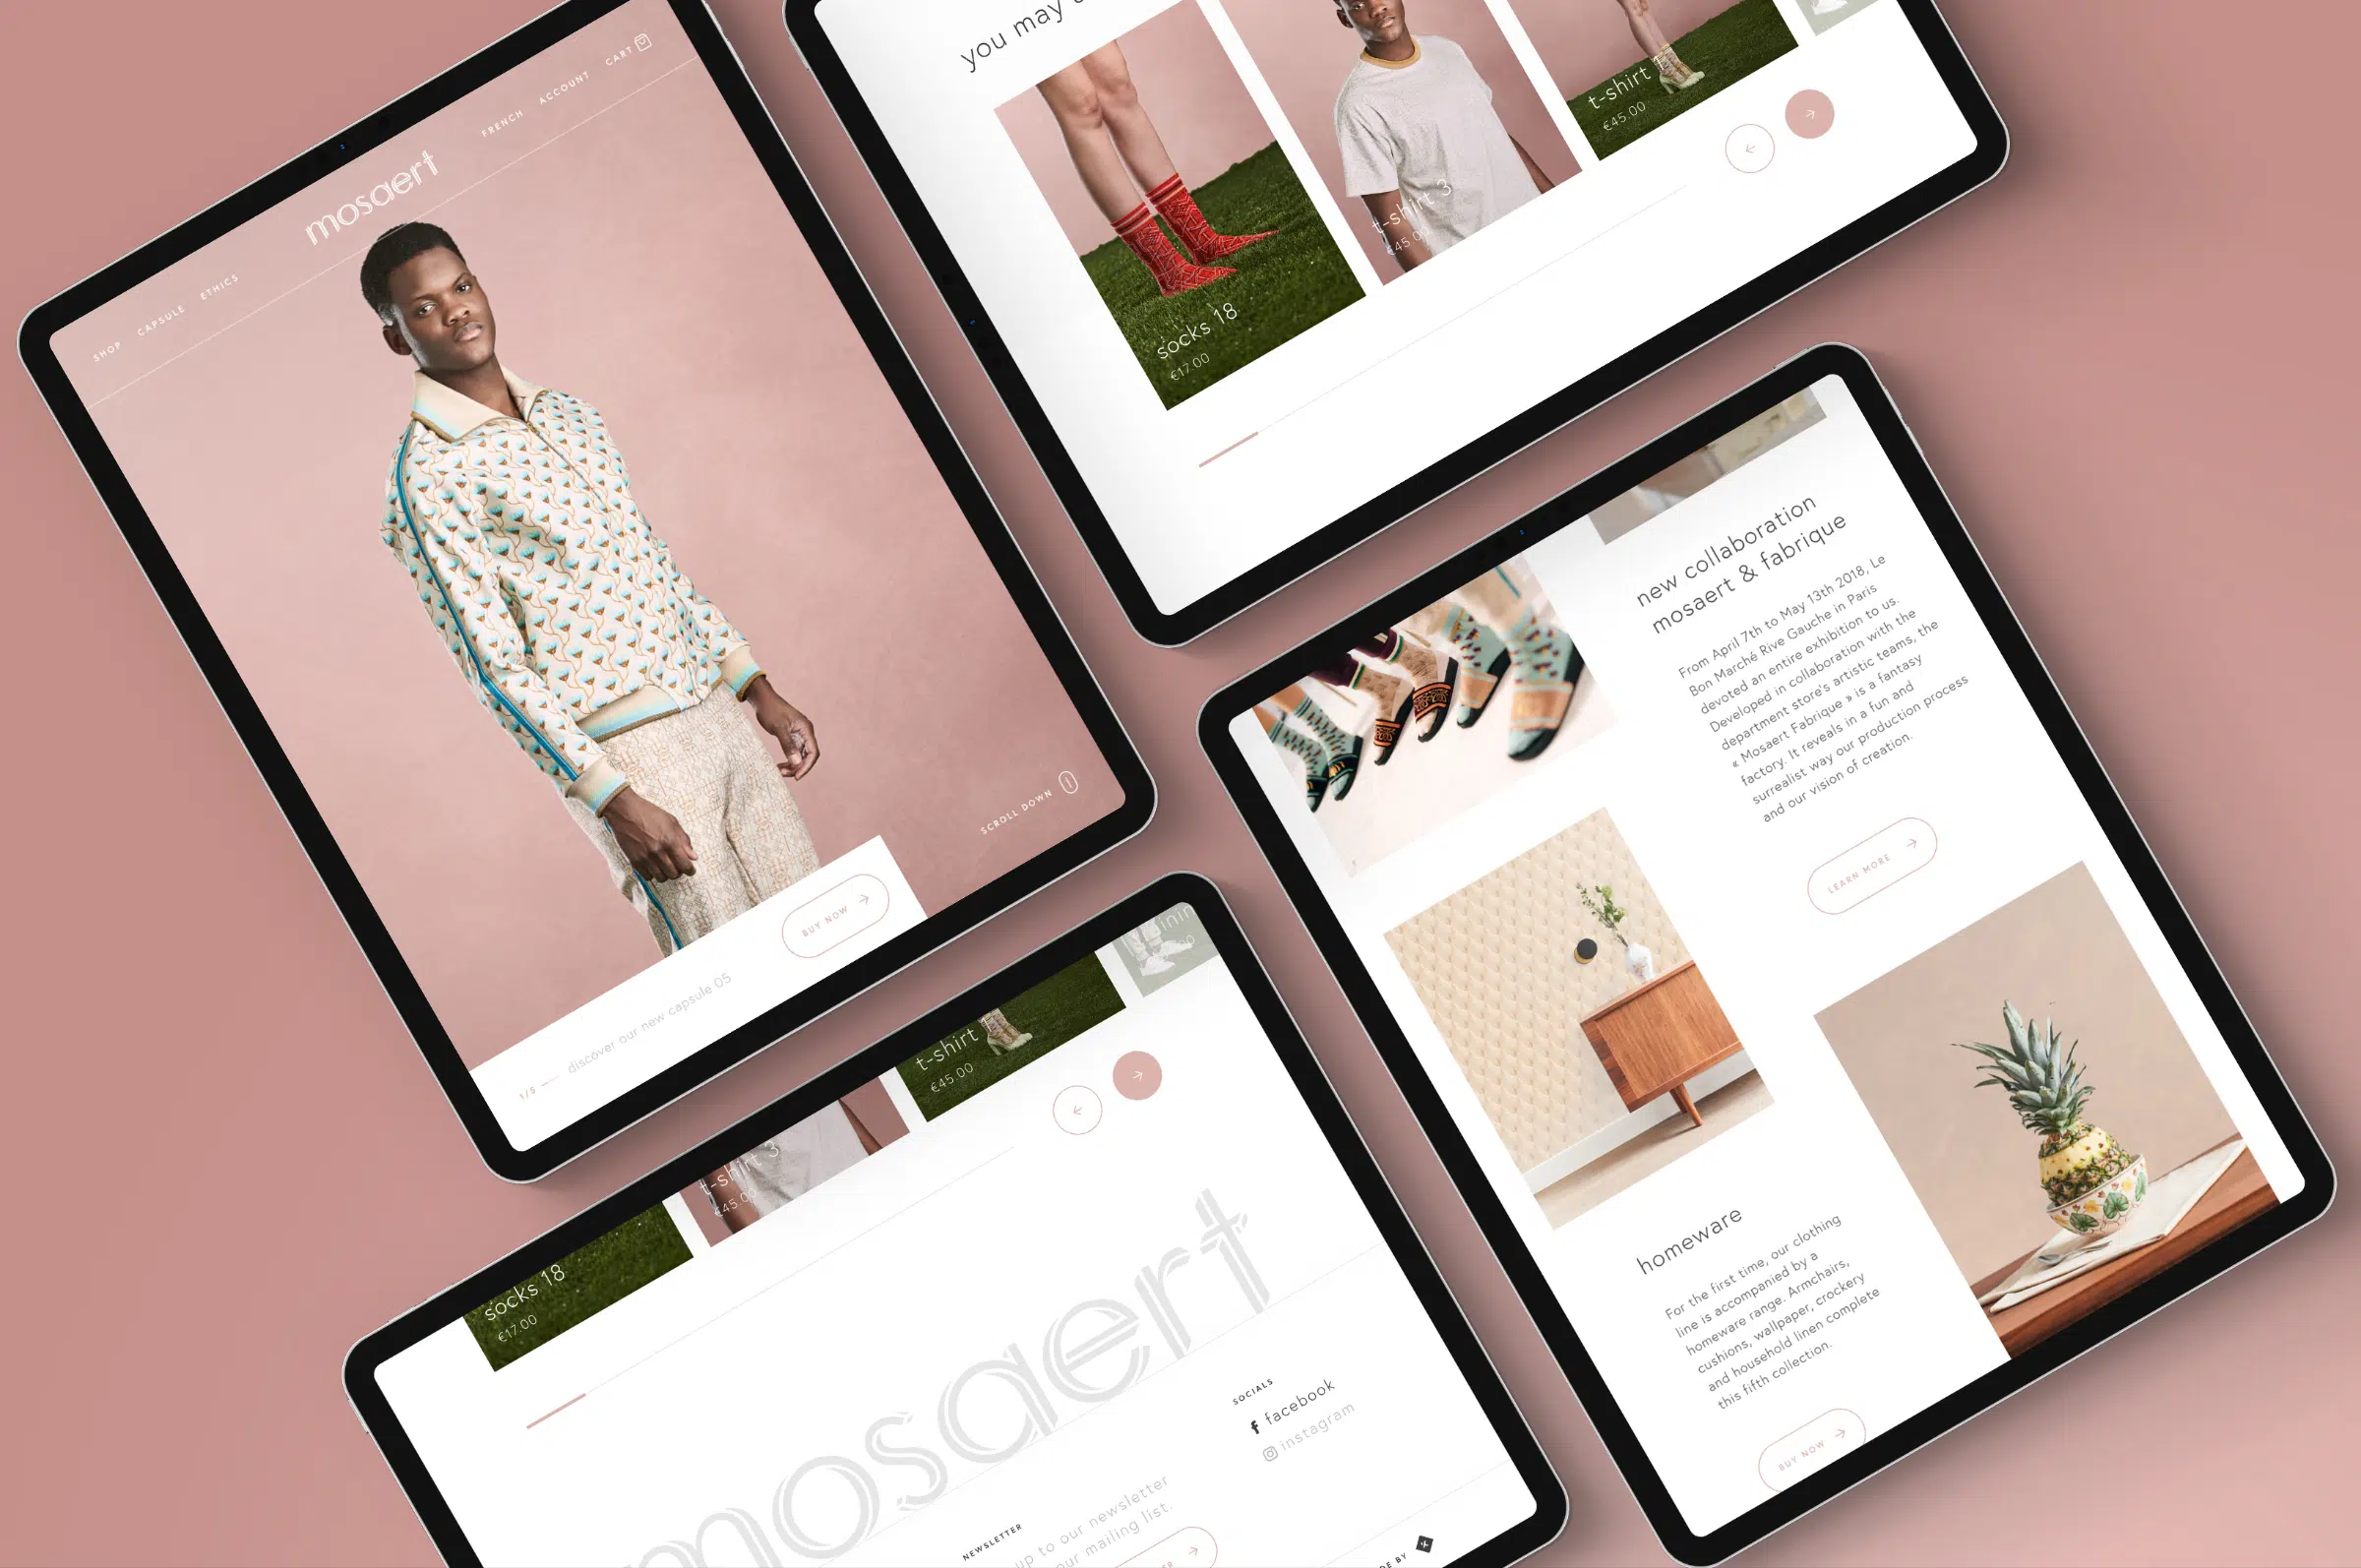 FRENCH ACCOUNT CART
mosaert
SHOP CAPSULE ETHICS
SCROLL DOWN
BUY NOW
1/5 discover our new capsule 05
you may
socks 18
€17.00
t-shirt 3
€45.00
t-shirt 1
€45.00
new collaboration
mosaert & fabrique
From April 7th to May 13th 2018, Le
Bon Marché Rive Gauche in Paris
devoted an entire exhibition to us.
Developed in collaboration with the
department store's artistic teams, the
« Mosaert Fabrique » is a fantasy
factory. It reveals in a fun and
surrealist way our production process
and our vision of creation.
LEARN MORE
homeware
For the first time, our clothing
line is accompanied by a
homeware range. Armchairs,
cushions, wallpaper, crockery
and household linen complete
this fifth collection.
BUY NOW
socks 18
€17.00
t-shirt 3
€45.00
t-shirt
€45.00
mosaert
SOCIALS
facebook
instagram
NEWSLETTER
up to our newsletter
our mailing list.
BY